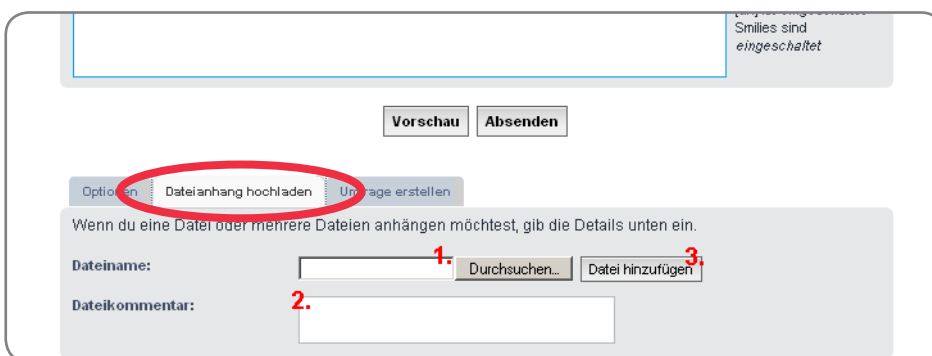 Smilies sind
eingeschaltet
Vorschau Absenden
Optionen Dateianhang hochladen Umfrage erstellen
Wenn du eine Datei oder mehrere Dateien anhängen möchtest, gib die Details unten ein.
Dateiname: 1. Durchsuchen... Datei hinzufügen 3.
Dateikommentar: 2.